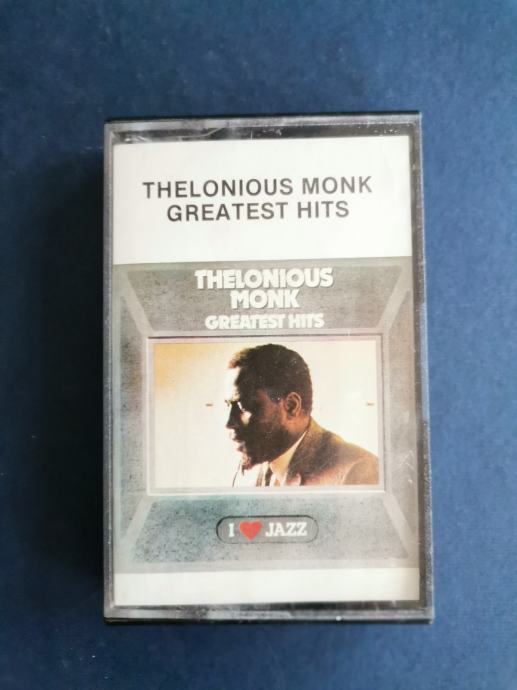 THELONIOUS MONK
GREATEST HITS
THELONIOUS
MONK
GREATEST HITS
I ❤ JAZZ